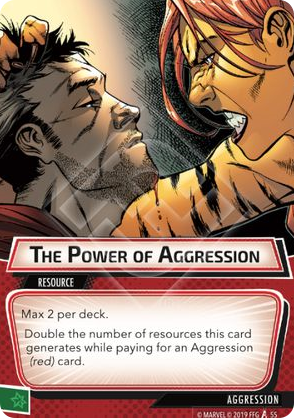 THE POWER OF AGGRESSION
RESOURCE
Max 2 per deck.
Double the number of resources this card
generates while paying for an Aggression
(red) card.
AGGRESSION
© MARVEL © 2019 FFG A 55